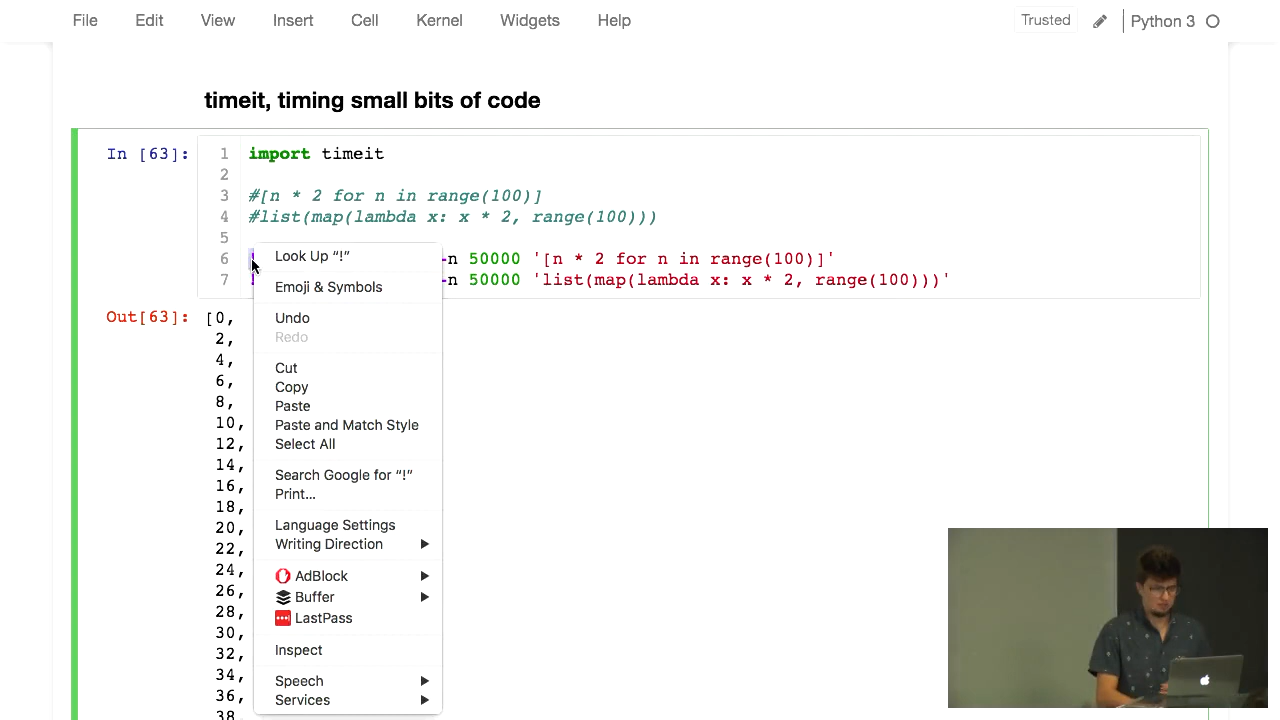 File Edit View Insert Cell Kernel Widgets Help Trusted Python 3
timeit, timing small bits of code
In [63]: 1 import timeit
2
3 #[n * 2 for n in range(100)]
4 #list(map(lambda x: x * 2, range(100)))
5
6 -n 50000 '[n * 2 for n in range(100)]'
7 -n 50000 'list(map(lambda x: x * 2, range(100)))'
Look Up “!”
Emoji & Symbols
Undo
Redo
Cut
Copy
Paste
Paste and Match Style
Select All
Search Google for “!”
Print...
Language Settings
Writing Direction
AdBlock
Buffer
LastPass
Inspect
Speech
Services
Out[63]: [0,
2,
4,
6,
8,
10,
12,
14,
16,
18,
20,
22,
24,
26,
28,
30,
32,
34,
36,
38,